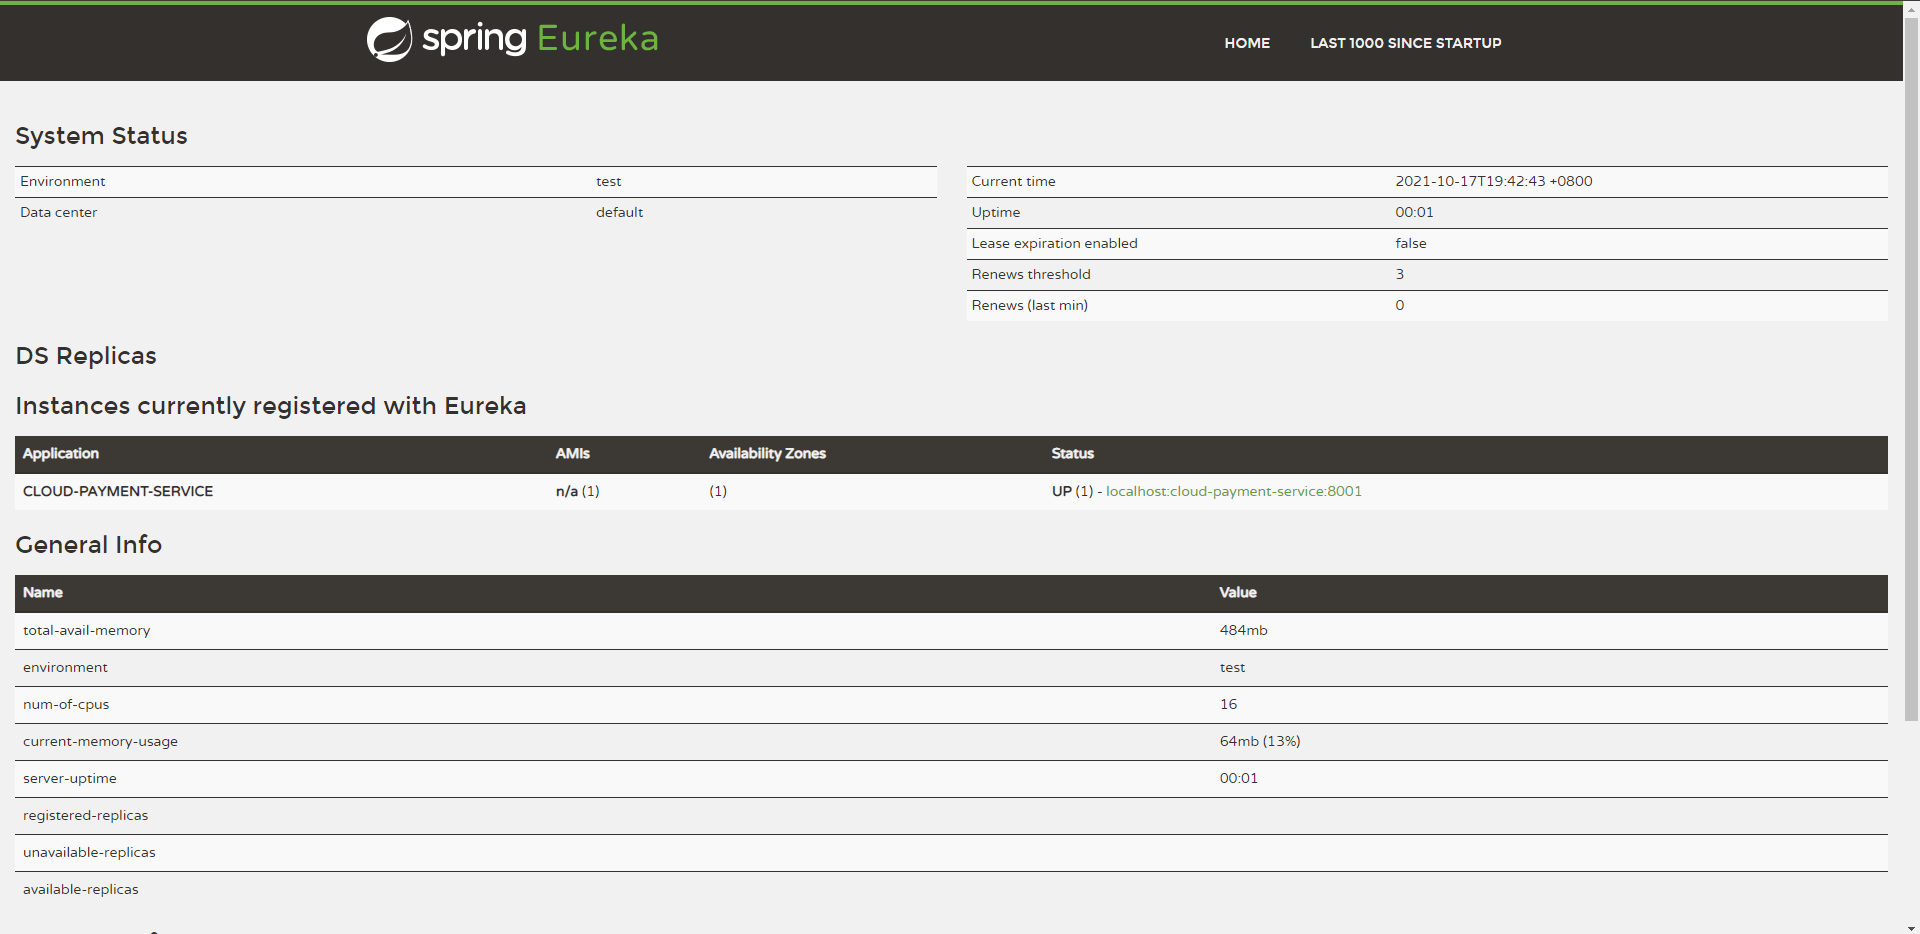 spring Eureka
HOME LAST 1000 SINCE STARTUP
System Status
Environment test
Data center default
Current time 2021-10-17T19:42:43 +0800
Uptime 00:01
Lease expiration enabled false
Renews threshold 3
Renews (last min) 0
DS Replicas
Instances currently registered with Eureka
Application AMIs Availability Zones Status
CLOUD-PAYMENT-SERVICE n/a (1) (1) UP (1) - localhost:cloud-payment-service:8001
General Info
Name Value
total-avail-memory 484mb
environment test
num-of-cpus 16
current-memory-usage 64mb (13%)
server-uptime 00:01
registered-replicas
unavailable-replicas
available-replicas